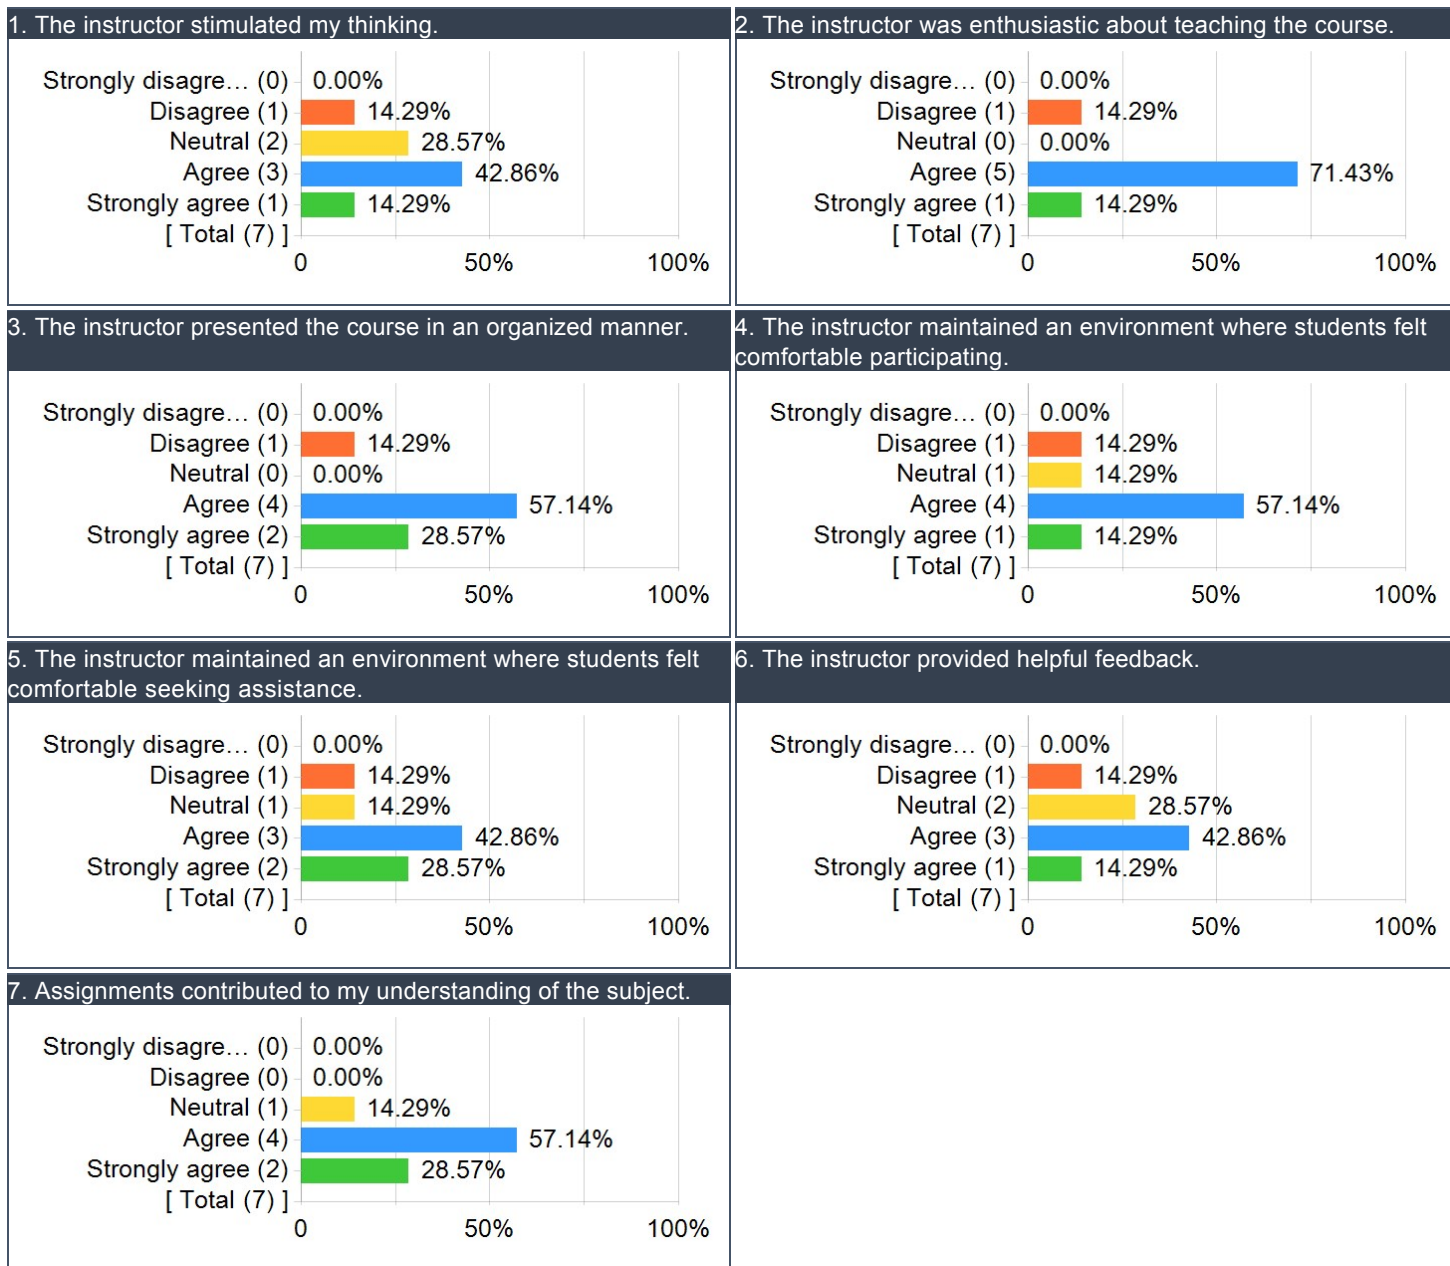 1. The instructor stimulated my thinking.
Strongly disagre... (0) 0.00%
Disagree (1) 14.29%
Neutral (2) 28.57%
Agree (3) 42.86%
Strongly agree (1) 14.29%
[ Total (7) ]
0 50% 100%
2. The instructor was enthusiastic about teaching the course.
Strongly disagre... (0) 0.00%
Disagree (1) 14.29%
Neutral (0) 0.00%
Agree (5) 71.43%
Strongly agree (1) 14.29%
[ Total (7) ]
0 50% 100%
3. The instructor presented the course in an organized manner.
Strongly disagre... (0) 0.00%
Disagree (1) 14.29%
Neutral (0) 0.00%
Agree (4) 57.14%
Strongly agree (2) 28.57%
[ Total (7) ]
0 50% 100%
4. The instructor maintained an environment where students felt
comfortable participating.
Strongly disagre... (0) 0.00%
Disagree (1) 14.29%
Neutral (1) 14.29%
Agree (4) 57.14%
Strongly agree (1) 14.29%
[ Total (7) ]
0 50% 100%
5. The instructor maintained an environment where students felt
comfortable seeking assistance.
Strongly disagre... (0) 0.00%
Disagree (1) 14.29%
Neutral (1) 14.29%
Agree (3) 42.86%
Strongly agree (2) 28.57%
[ Total (7) ]
0 50% 100%
6. The instructor provided helpful feedback.
Strongly disagre... (0) 0.00%
Disagree (1) 14.29%
Neutral (2) 28.57%
Agree (3) 42.86%
Strongly agree (1) 14.29%
[ Total (7) ]
0 50% 100%
7. Assignments contributed to my understanding of the subject.
Strongly disagre... (0) 0.00%
Disagree (0) 0.00%
Neutral (1) 14.29%
Agree (4) 57.14%
Strongly agree (2) 28.57%
[ Total (7) ]
0 50% 100%